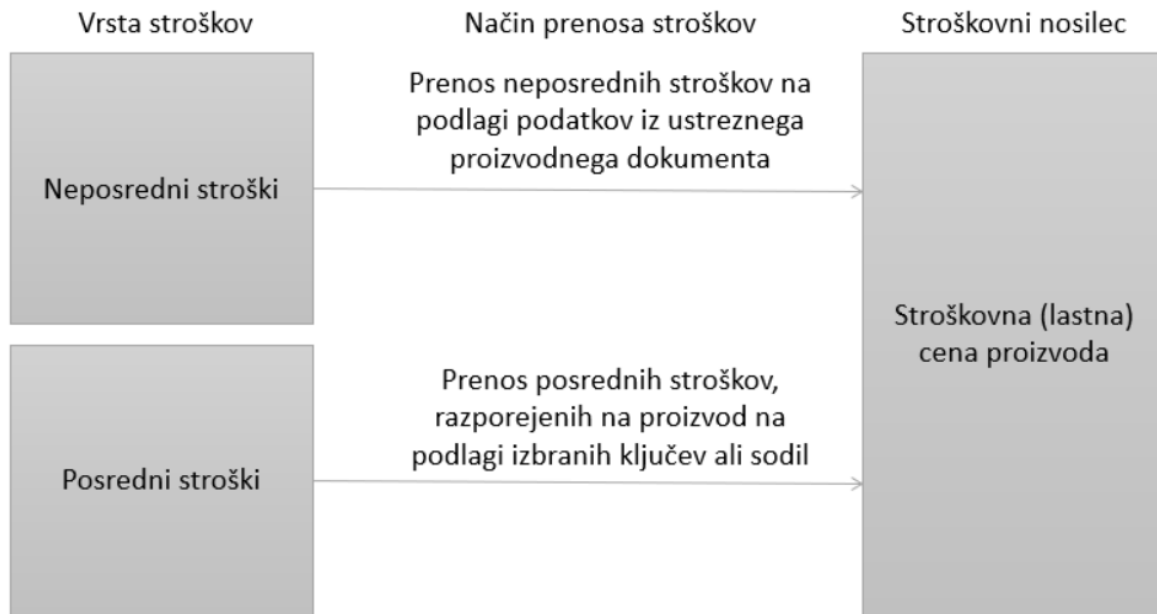 Vrsta stroškov
Način prenosa stroškov
Stroškovni nosilec
Neposredni stroški
Prenos neposrednih stroškov na
podlagi podatkov iz ustreznega
proizvodnega dokumenta
Stroškovna (lastna)
cena proizvoda
Posredni stroški
Prenos posrednih stroškov,
razporejenih na proizvod na
podlagi izbranih ključev ali sodil